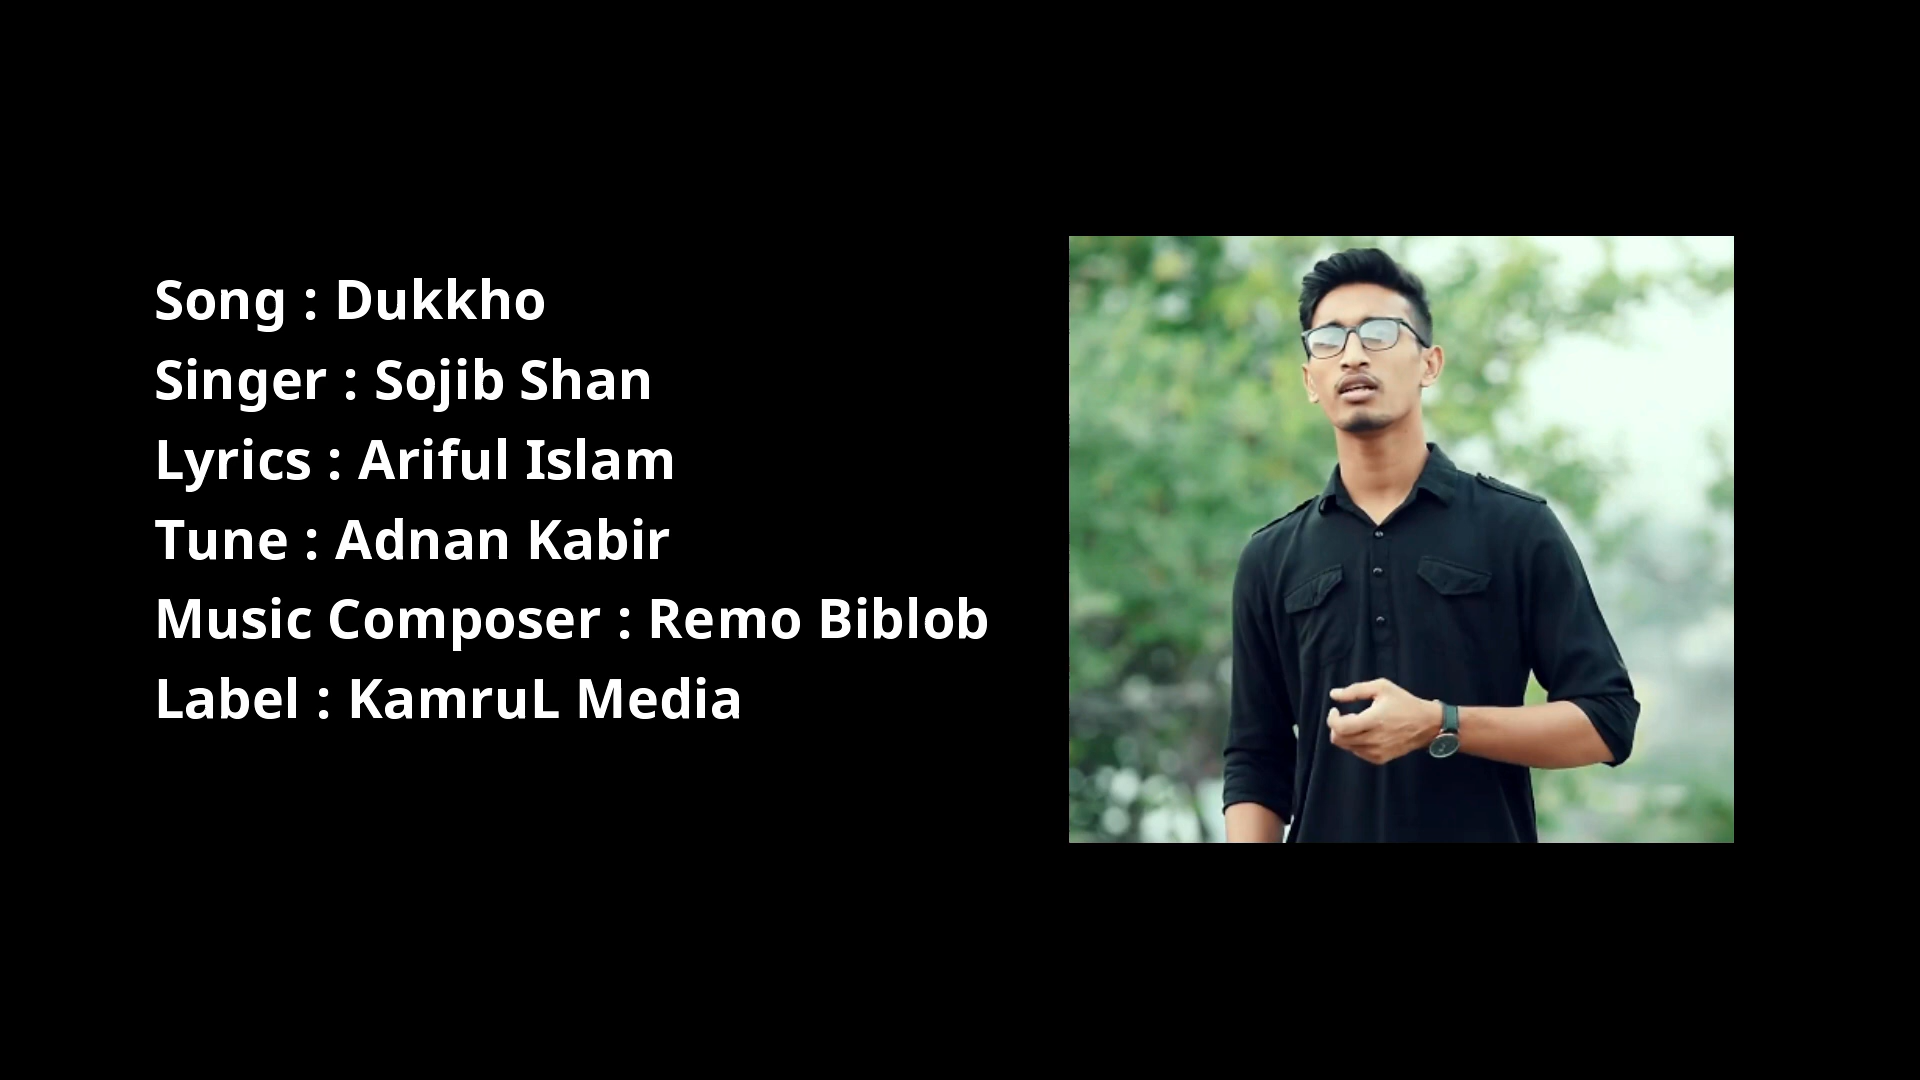 Song : Dukkho
Singer : Sojib Shan
Lyrics : Ariful Islam
Tune : Adnan Kabir
Music Composer : Remo Biblob
Label : KamruL Media